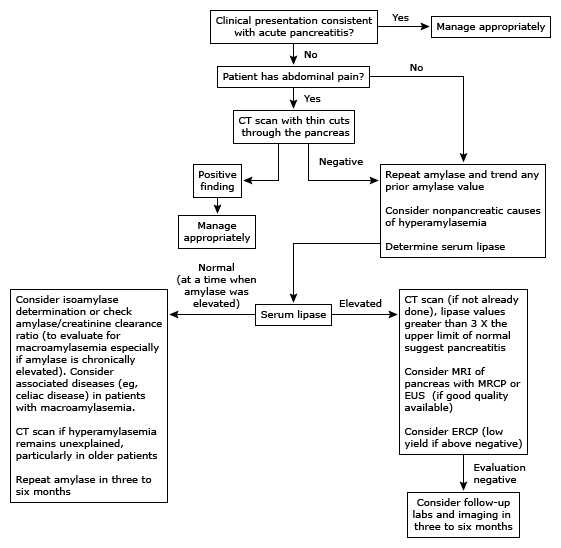 Clinical presentation consistent
with acute pancreatitis?
Yes
Manage appropriately
No
Patient has abdominal pain?
No
Yes
CT scan with thin cuts
through the pancreas
Negative
Positive
finding
Manage
appropriately
Repeat amylase and trend any
prior amylase value
Consider nonpancreatic causes
of hyperamylasemia
Determine serum lipase
Normal
(at a time when
amylase was
elevated)
Serum lipase
Elevated
Consider isoamylase
determination or check
amylase/creatinine clearance
ratio (to evaluate for
macroamylasemia especially
if amylase is chronically
elevated). Consider
associated diseases (eg,
celiac disease) in patients
with macroamylasemia.
CT scan if hyperamylasemia
remains unexplained,
particularly in older patients
Repeat amylase in three to
six months
CT scan (if not already
done), lipase values
greater than 3 X the
upper limit of normal
suggest pancreatitis
Consider MRI of
pancreas with MRCP or
EUS (if good quality
available)
Consider ERCP (low
yield if above negative)
Evaluation
negative
Consider follow-up
labs and imaging in
three to six months